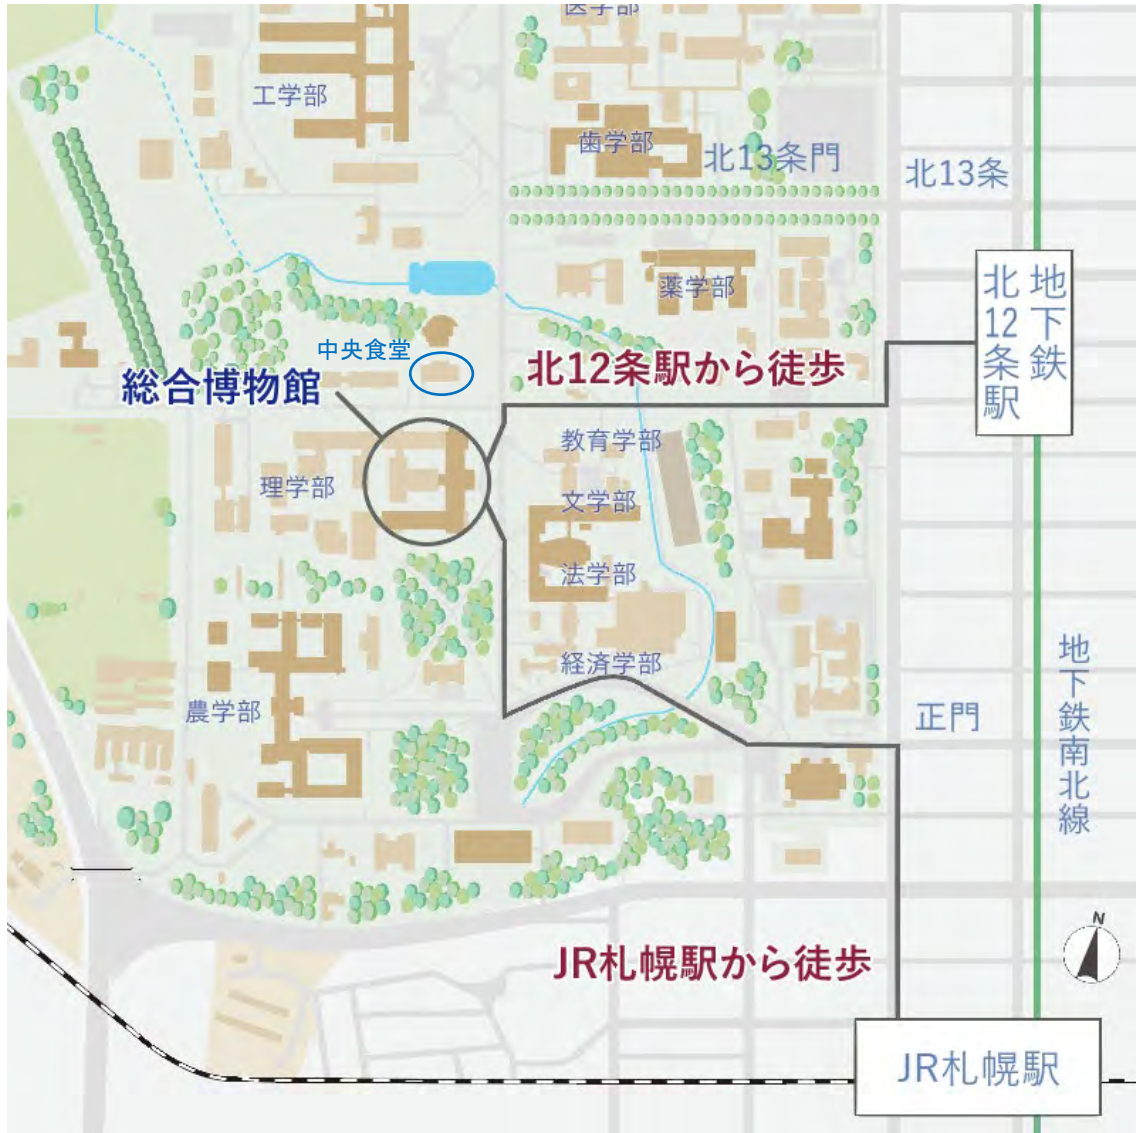 医学部
工学部
歯学部
北13条門
北13条
薬学部
地下鉄
北12条駅
中央食堂
北12条駅から徒歩
総合博物館
教育学部
理学部
文学部
法学部
経済学部
農学部
正門
地下鉄南北線
N
JR札幌駅から徒歩
JR札幌駅